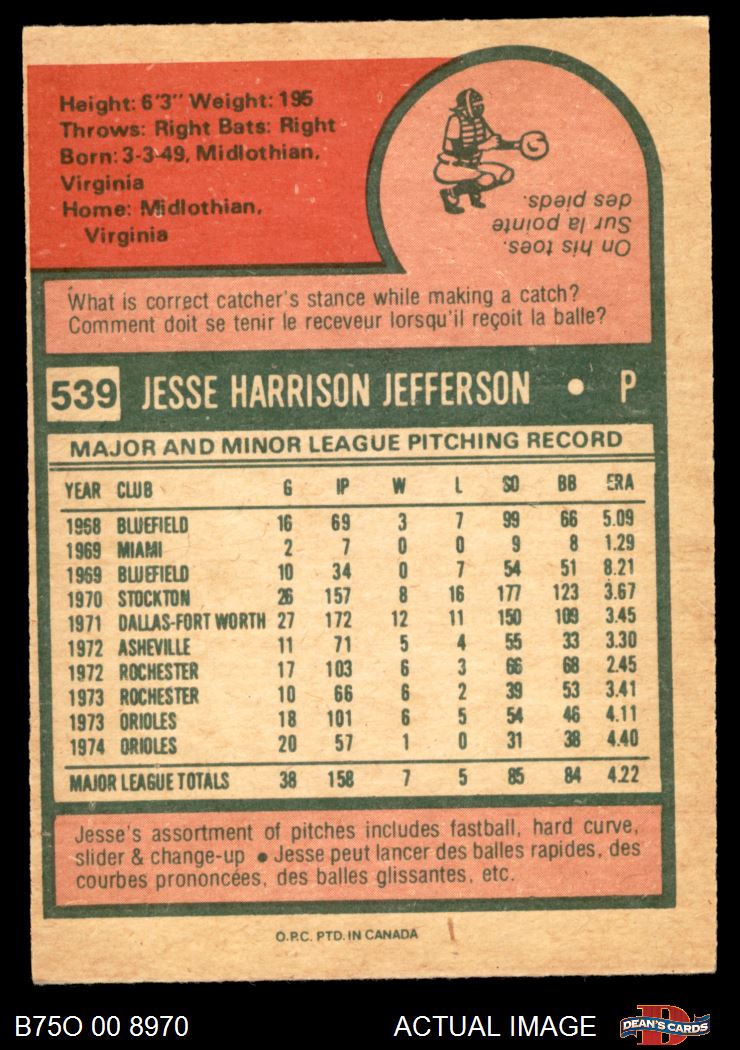 Height: 6'3" Weight: 195
Throws: Right Bats: Right
Born: 3-3-49, Midlothian,
Virginia
Home: Midlothian,
Virginia
On his toes.
Sur la pointe
des pieds.
What is correct catcher's stance while making a catch?
Comment doit se tenir le receveur lorsqu'il reçoit la balle?
539 JESSE HARRISON JEFFERSON • P
MAJOR AND MINOR LEAGUE PITCHING RECORD
YEAR CLUB G IP W L SO BB ERA
1968 BLUEFIELD 16 69 3 7 99 66 5.09
1969 MIAMI 2 7 0 0 9 8 1.29
1969 BLUEFIELD 10 34 0 7 54 51 8.21
1970 STOCKTON 26 157 8 16 177 123 3.67
1971 DALLAS-FORT WORTH 27 172 12 11 150 109 3.45
1972 ASHEVILLE 11 71 5 4 55 33 3.30
1972 ROCHESTER 17 103 6 3 66 68 2.45
1973 ROCHESTER 10 66 6 2 39 53 3.41
1973 ORIOLES 18 101 6 5 54 46 4.11
1974 ORIOLES 20 57 1 0 31 38 4.40
MAJOR LEAGUE TOTALS 38 158 7 5 85 84 4.22
Jesse's assortment of pitches includes fastball, hard curve,
slider & change-up • Jesse peut lancer des balles rapides, des
courbes prononcées, des balles glissantes, etc.
O.P.C. PTD. IN CANADA
B75O 00 8970 ACTUAL IMAGE DEAN'S CARDS